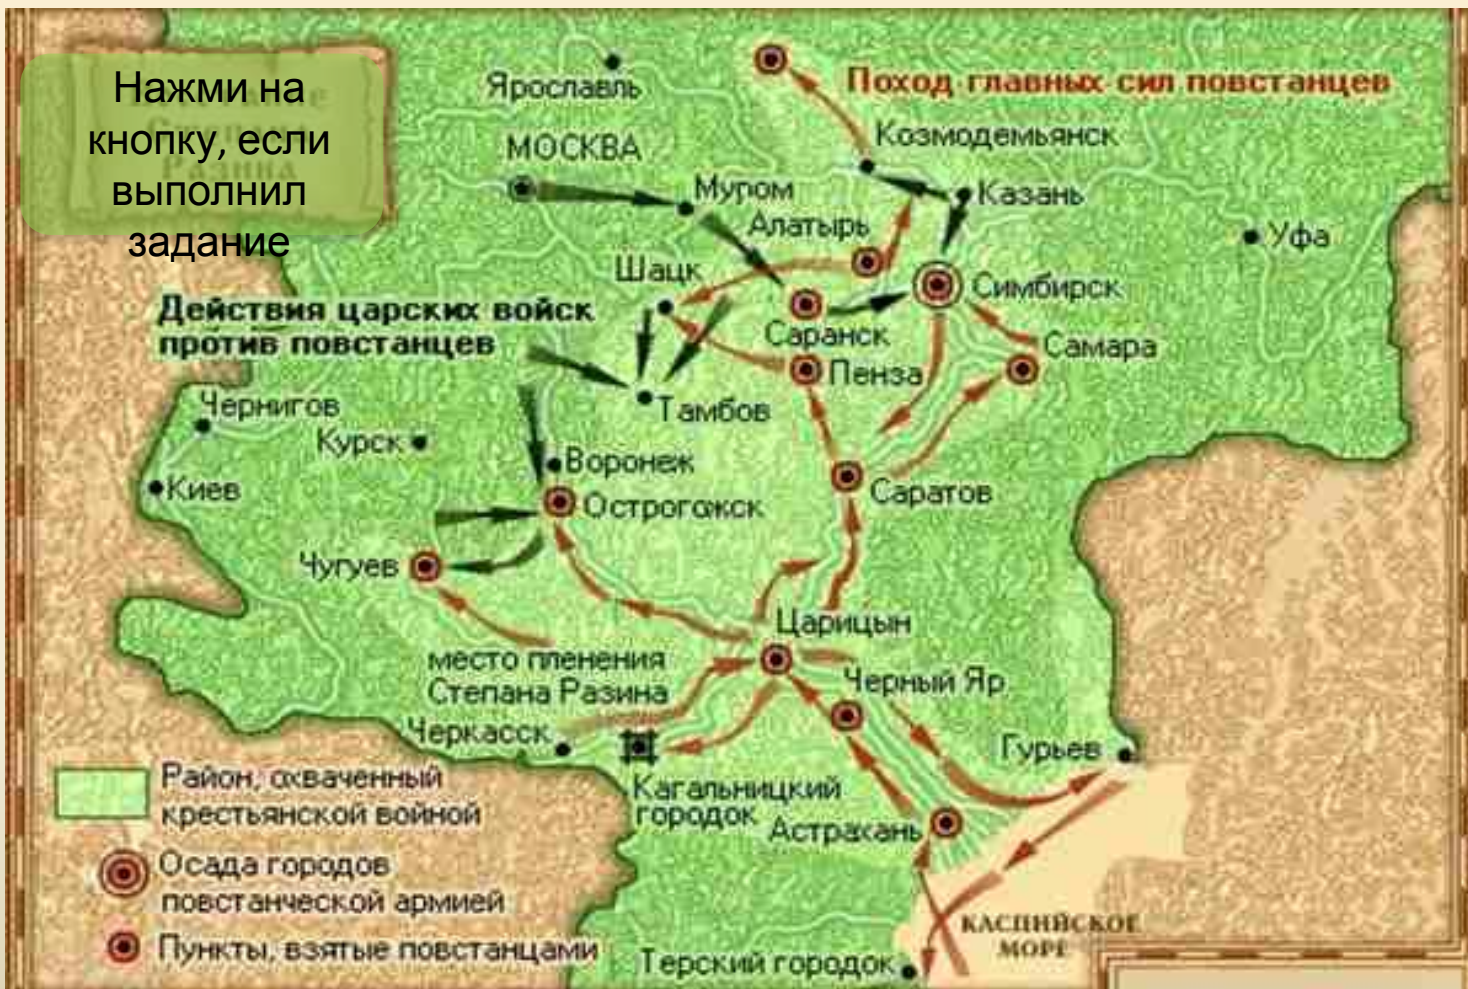 Нажми на
кнопку, если
выполнил
задание
Ярославль
Поход главных сил повстанцев
Козмодемьянск
МОСКВА
Муром
Казань
Алатырь
Уфа
Шацк
Симбирск
Действия царских войск
против повстанцев
Саранск
Самара
Пенза
Чернигов
Тамбов
Курск
Воронеж
Киев
Саратов
Острогожск
Чугуев
Царицын
место пленения
Степана Разина
Черный Яр
Черкасск
Гурьев
Кагальницкий
городок
Астрахань
Район, охваченный
крестьянской войной
Осада городов
повстанческой армией
Пункты, взятые повстанцами
КАСПИЙСКОЕ
МОРЕ
Терский городок